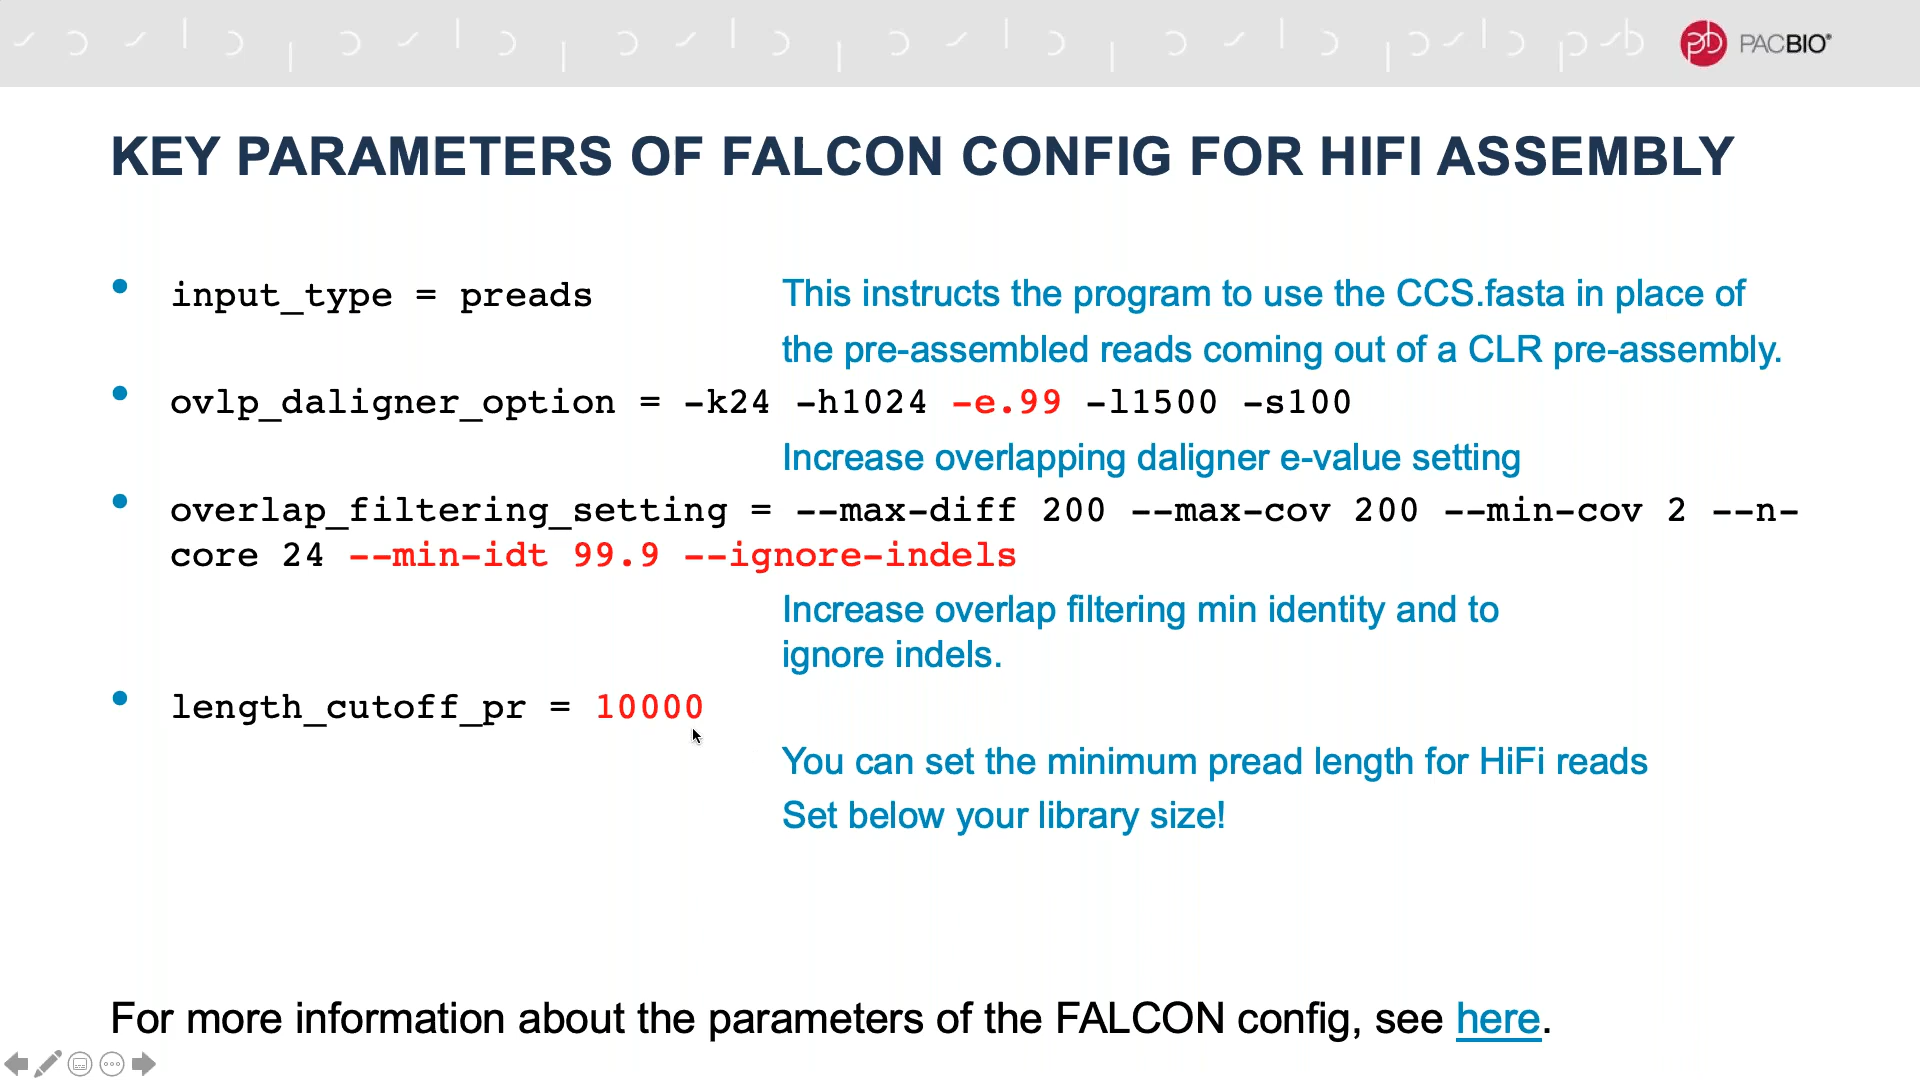 PACBIO®
KEY PARAMETERS OF FALCON CONFIG FOR HIFI ASSEMBLY
• input_type = preads
This instructs the program to use the CCS.fasta in place of
the pre-assembled reads coming out of a CLR pre-assembly.
• ovlp_daligner_option = -k24 -h1024 -e.99 -l1500 -s100
Increase overlapping daligner e-value setting
• overlap_filtering_setting = --max-diff 200 --max-cov 200 --min-cov 2 --n-
core 24 --min-idt 99.9 --ignore-indels
Increase overlap filtering min identity and to
ignore indels.
• length_cutoff_pr = 10000
You can set the minimum pread length for HiFi reads
Set below your library size!
For more information about the parameters of the FALCON config, see here.